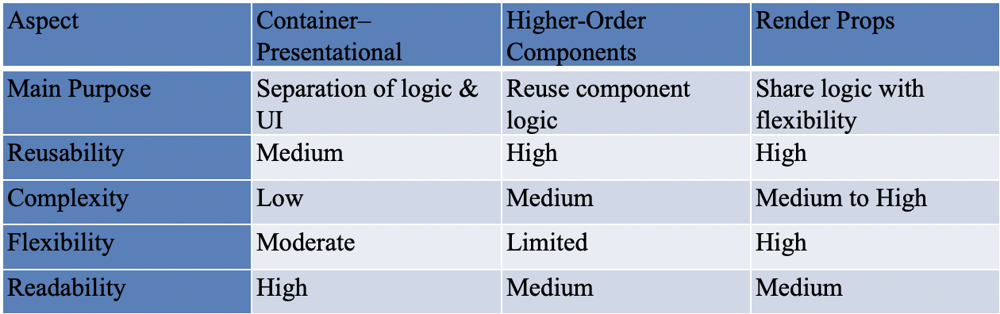 Aspect
Container–
Presentational
Higher-Order
Components
Render Props
Main Purpose
Separation of logic &
UI
Reuse component
logic
Share logic with
flexibility
Reusability
Medium
High
High
Complexity
Low
Medium
Medium to High
Flexibility
Moderate
Limited
High
Readability
High
Medium
Medium